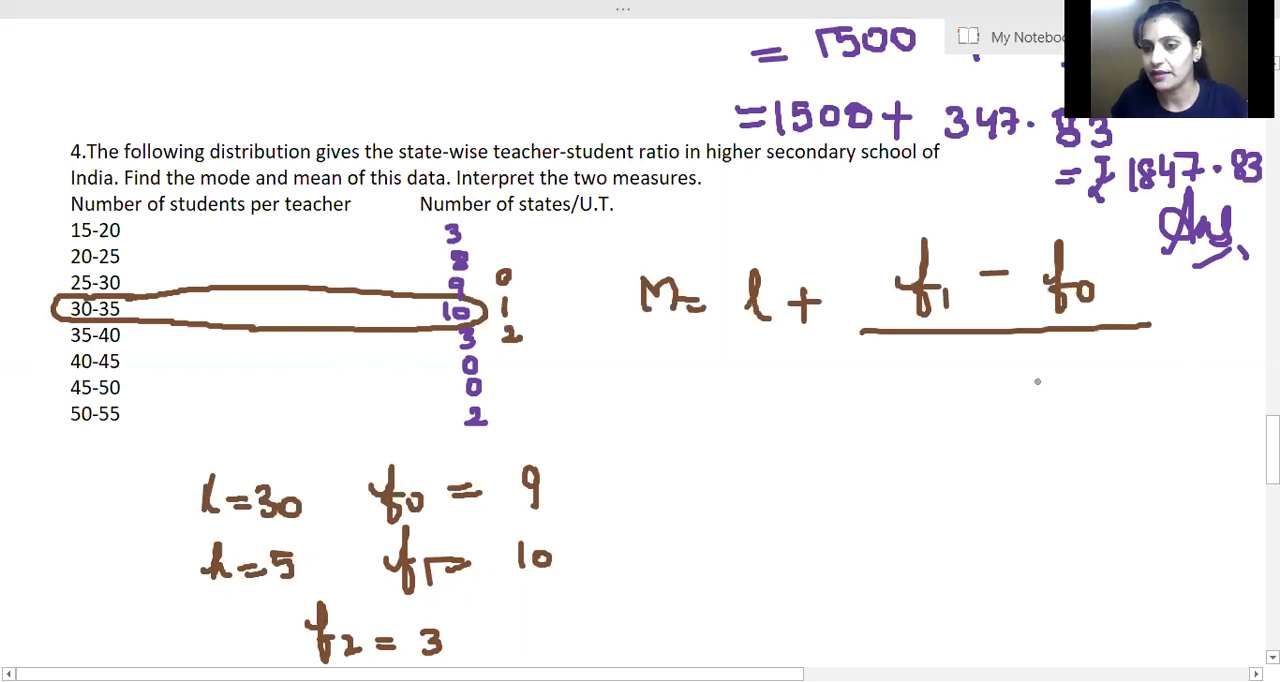 My Notebo
= 1500
=1500+ 347.83
4.The following distribution gives the state-wise teacher-student ratio in higher secondary school of
India. Find the mode and mean of this data. Interpret the two measures.
= ₹ 1847.83
Ans
Number of students per teacher Number of states/U.T.
15-20 3
20-25 8
25-30 9 0
30-35 10 1
35-40 3 2
40-45 0
45-50 0
50-55 2
M= l + f1 - f0
l=30 f0 = 9
h=5 f1= 10
f2 = 3